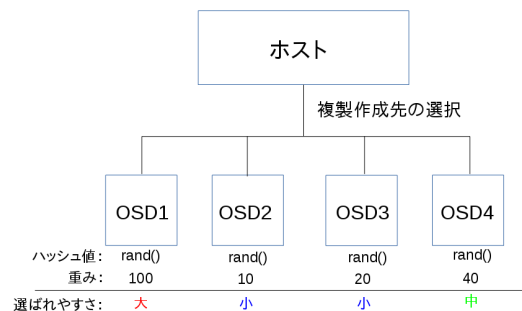 ホスト
複製作成先の選択
OSD1 OSD2 OSD3 OSD4
ハッシュ値： rand() rand() rand() rand()
重み： 100 10 20 40
選ばれやすさ： 大 小 小 中